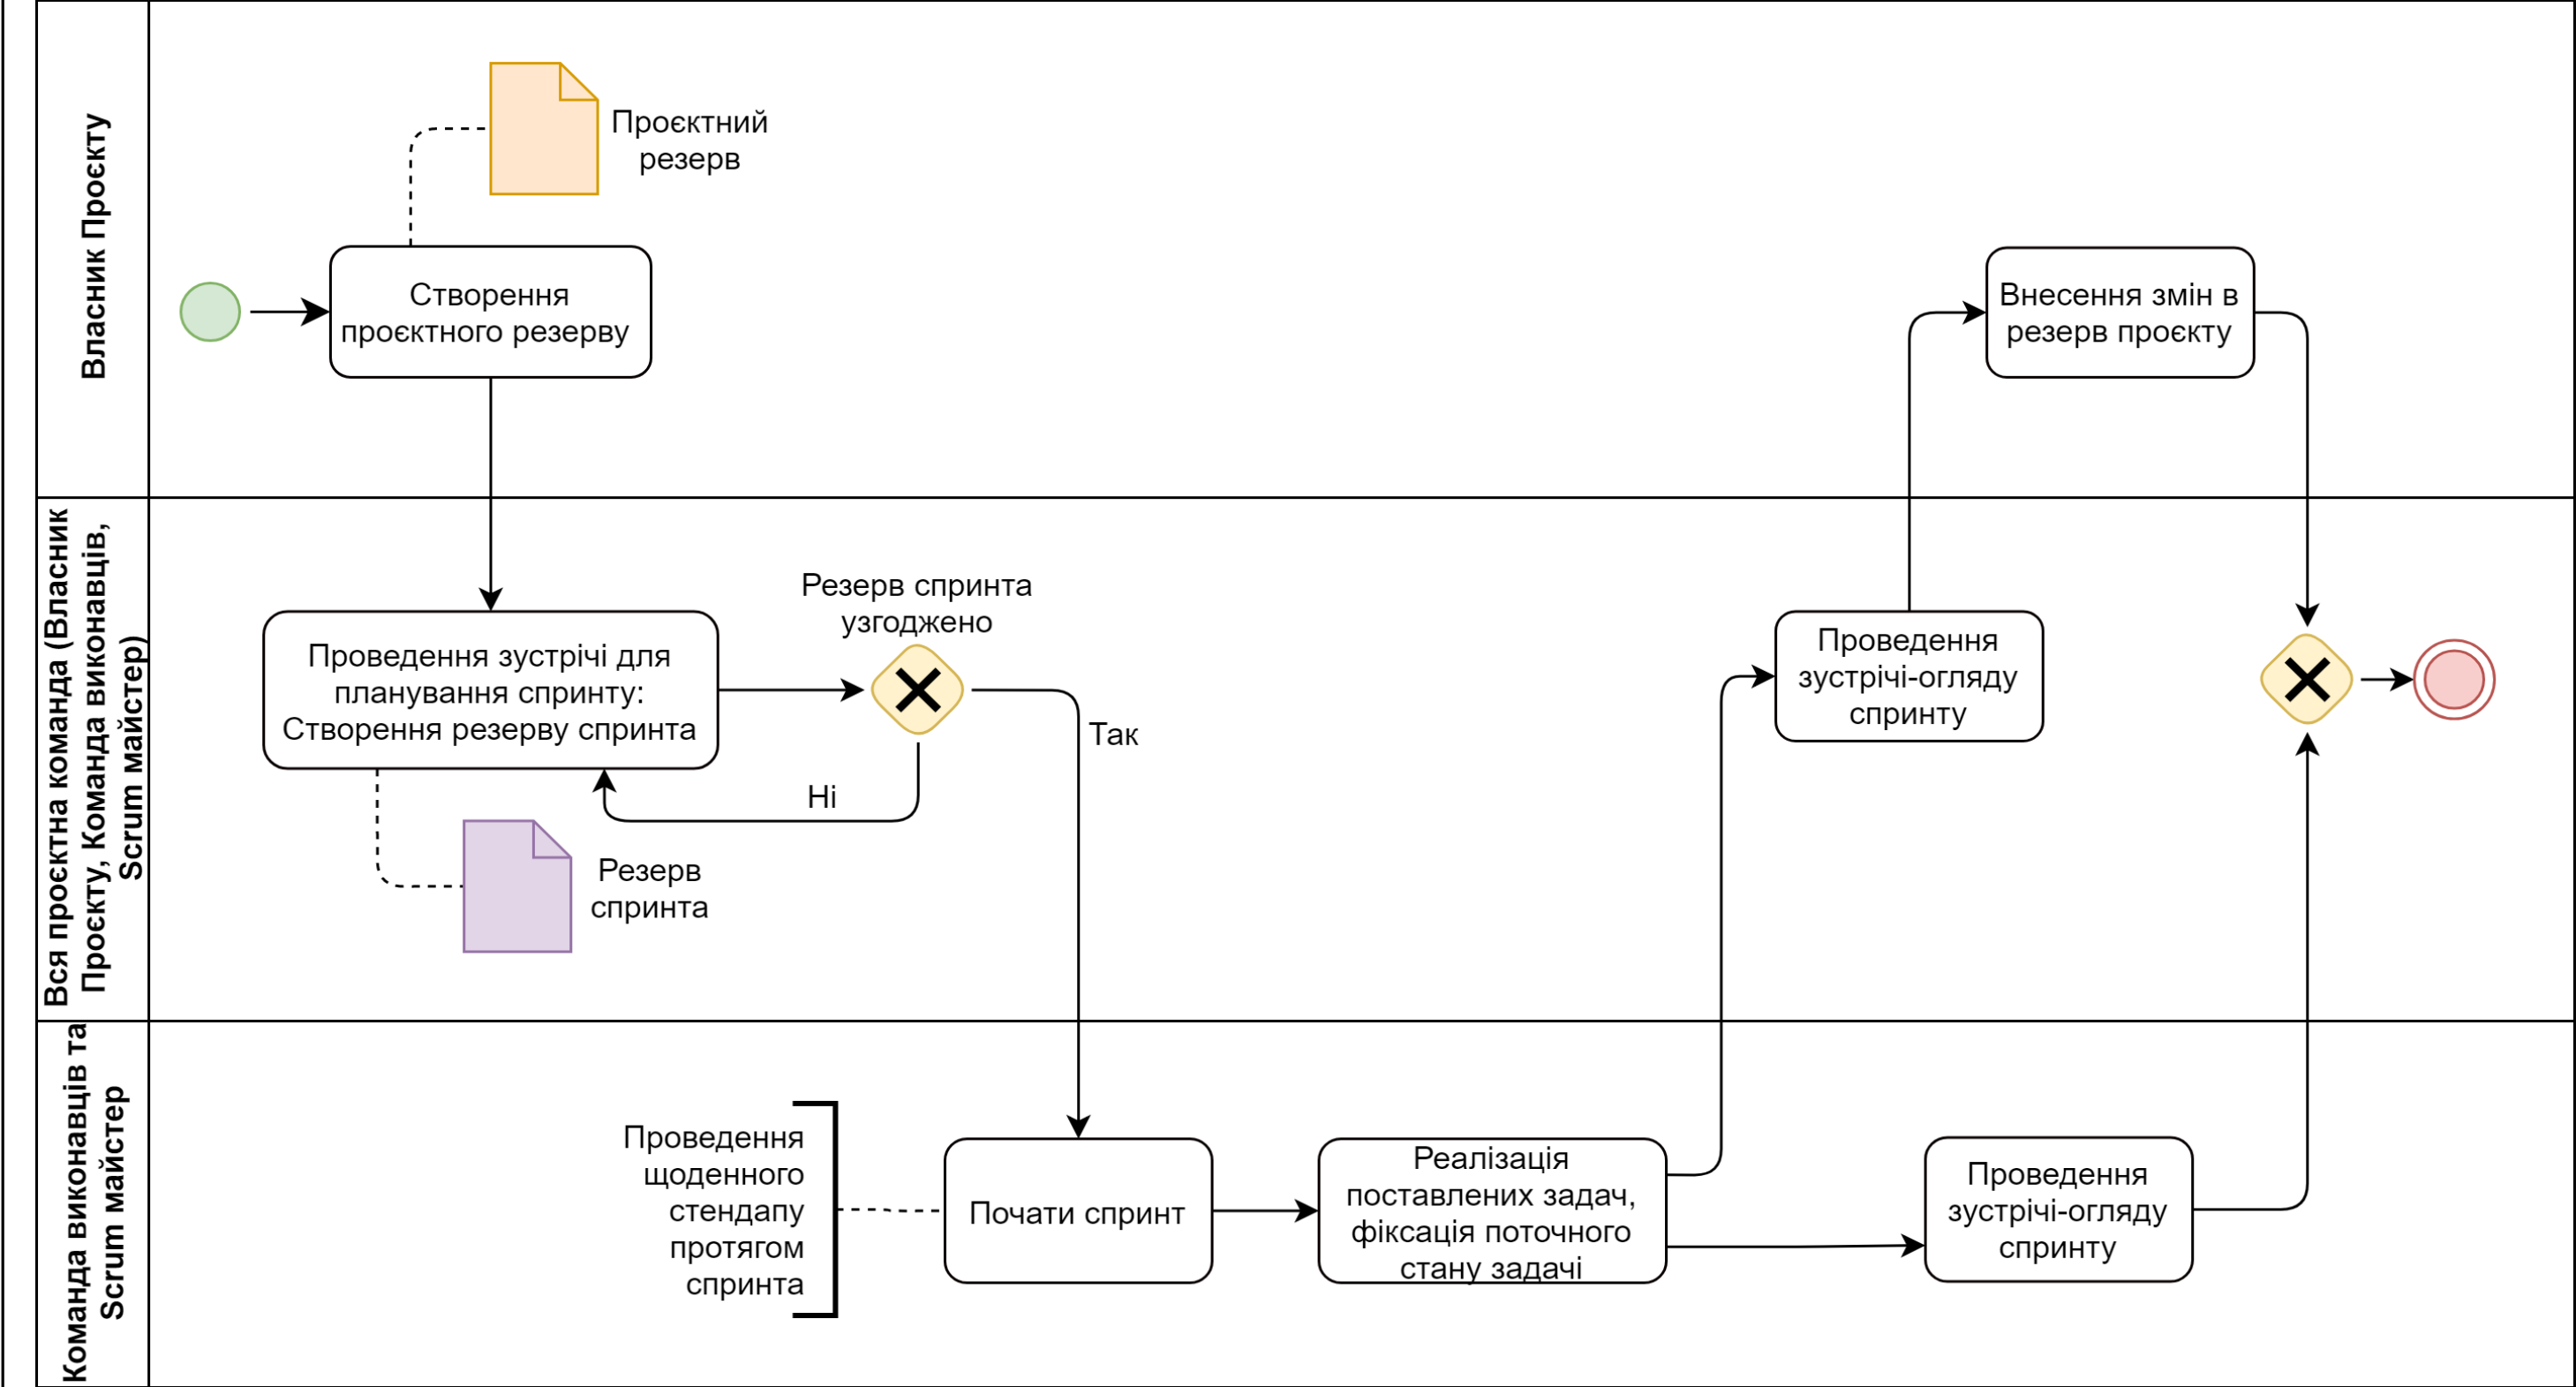 Власник Проєкту
Проєктний
резерв
Створення
проєктного резерву
Внесення змін в
резерв проєкту
Вся проєктна команда (Власник
Проєкту, Команда виконавців,
Scrum майстер)
Проведення зустрічі для
планування спринту:
Створення резерву спринта
Резерв спринта
узгоджено
Так
Ні
Резерв
спринта
Проведення
зустрічі-огляду
спринту
Команда виконавців та
Scrum майстер
Проведення
щоденного
стендапу
протягом
спринта
Почати спринт
Реалізація
поставлених задач,
фіксація поточного
стану задачі
Проведення
зустрічі-огляду
спринту